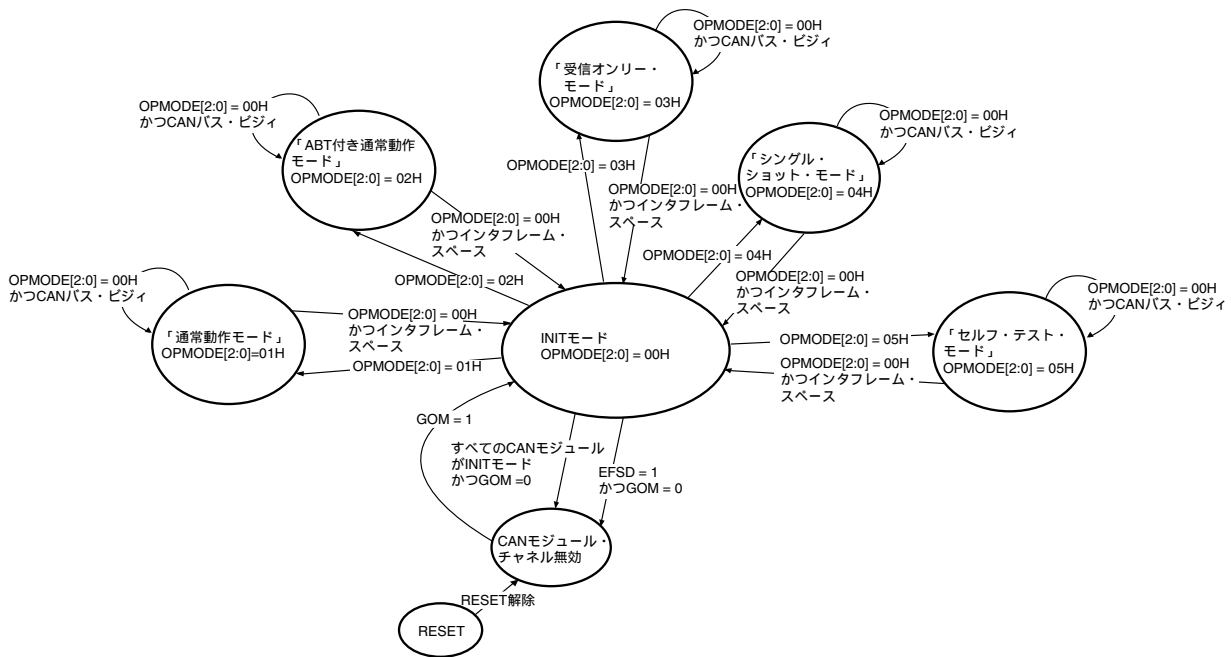 OPMODE[2:0] = 00H
かつCANバス・ビジィ
「受信オンリー・
モード」
OPMODE[2:0] = 03H
OPMODE[2:0] = 00H
かつCANバス・ビジィ
「ABT付き通常動作
モード」
OPMODE[2:0] = 02H
OPMODE[2:0] = 00H
かつCANバス・ビジィ
「シングル・
ショット・モード」
OPMODE[2:0] = 04H
OPMODE[2:0] = 03H
OPMODE[2:0] = 00H
かつインタフレーム・
スペース
OPMODE[2:0] = 00H
かつインタフレーム・
スペース
OPMODE[2:0] = 04H
OPMODE[2:0] = 02H
OPMODE[2:0] = 00H
かつインタフレーム・
スペース
OPMODE[2:0] = 00H
かつCANバス・ビジィ
「通常動作モード」
OPMODE[2:0]=01H
OPMODE[2:0] = 00H
かつインタフレーム・
スペース
OPMODE[2:0] = 01H
INITモード
OPMODE[2:0] = 00H
OPMODE[2:0] = 05H
OPMODE[2:0] = 00H
かつインタフレーム・
スペース
OPMODE[2:0] = 00H
かつCANバス・ビジィ
「セルフ・テスト・
モード」
OPMODE[2:0] = 05H
GOM = 1
すべてのCANモジュール
がINITモード
かつGOM =0
EFSD = 1
かつGOM = 0
CANモジュール・
チャネル無効
RESET解除
RESET